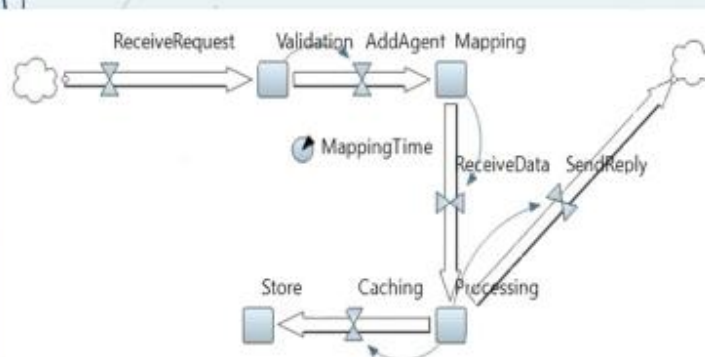 ReceiveRequest Validation AddAgent Mapping
MappingTime
ReceiveData SendReply
Store Caching Processing